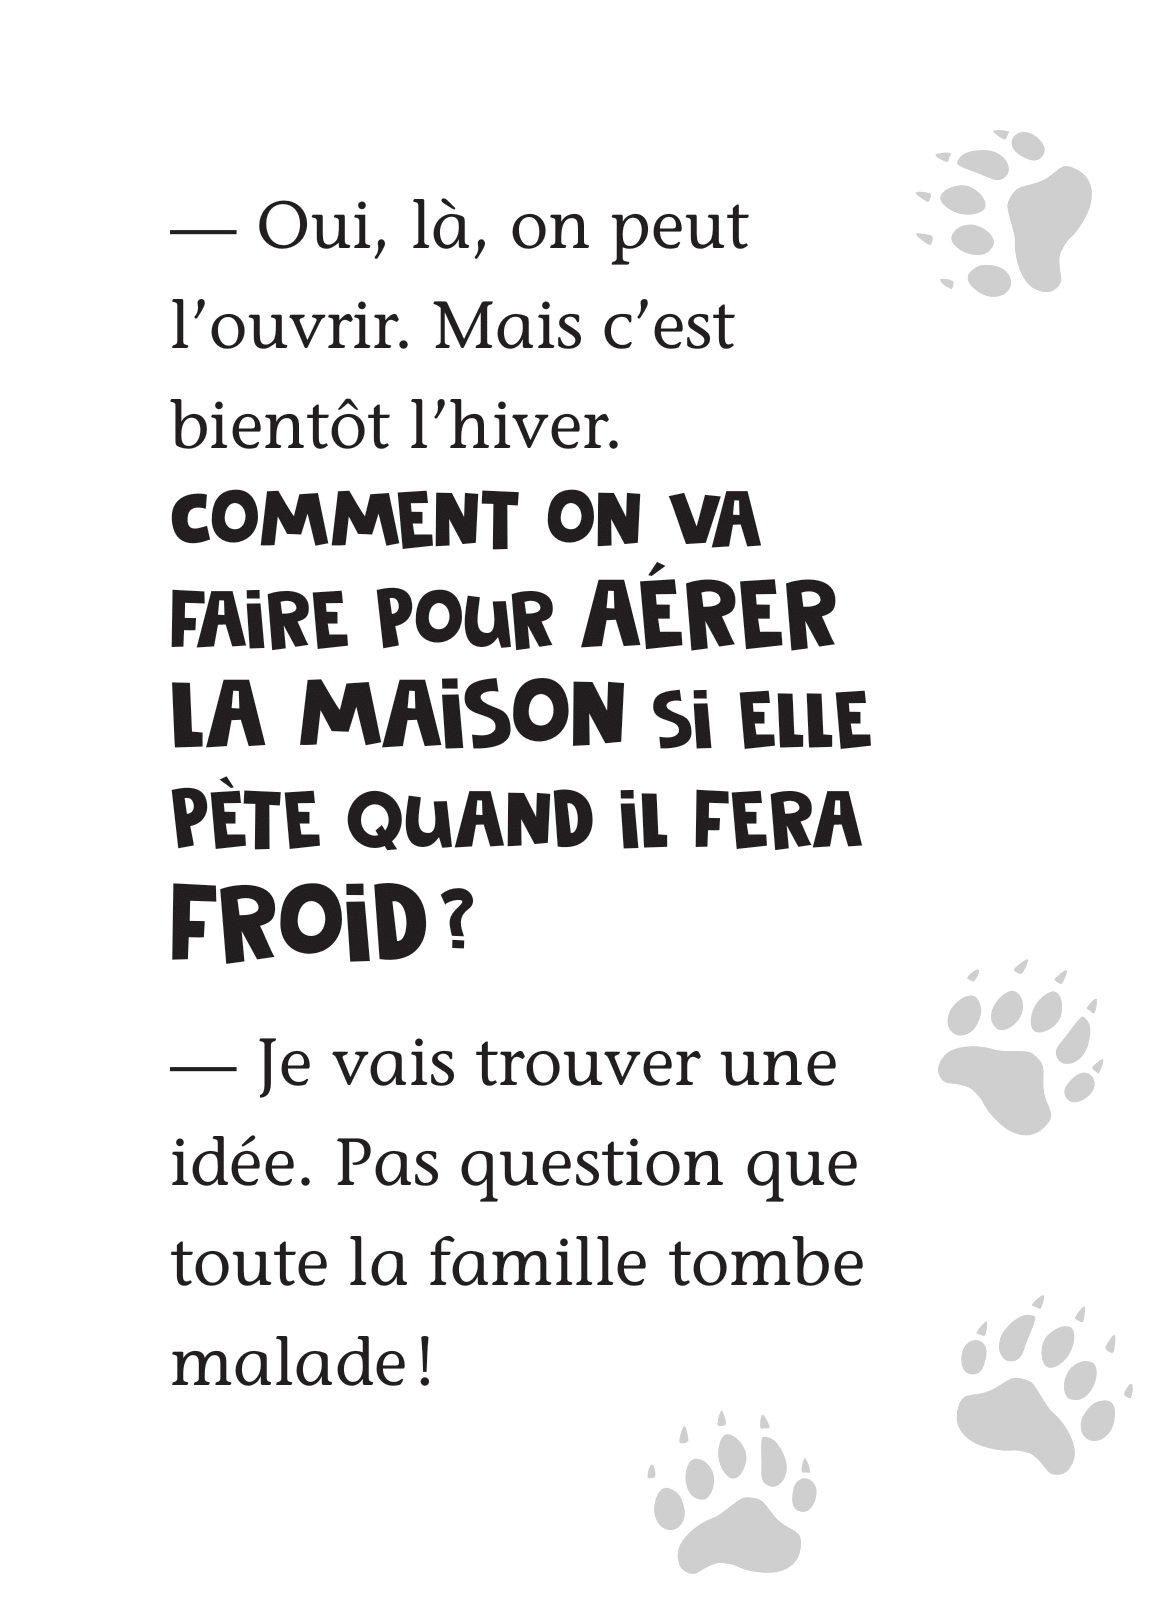 — Oui, là, on peut
l’ouvrir. Mais c’est
bientôt l’hiver.
COMMENT ON VA
FAiRE POUR AÉRER
LA MAiSON Si ELLE
PÈTE QUAND iL FERA
FROiD ?
— Je vais trouver une
idée. Pas question que
toute la famille tombe
malade !